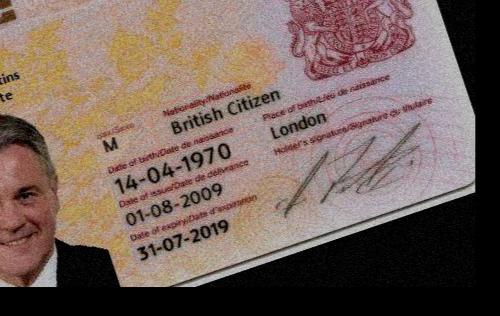 ins
te
Sex/Sexe
Nationality/Nationalité
M
British Citizen
Date of birth/Date de naissance
Place of birth/Lieu de naissance
14-04-1970
London
Date of issue/Date de délivrance
Holder's signature/Signature du titulaire
01-08-2009
Date of expiry/Date d'expiration
31-07-2019